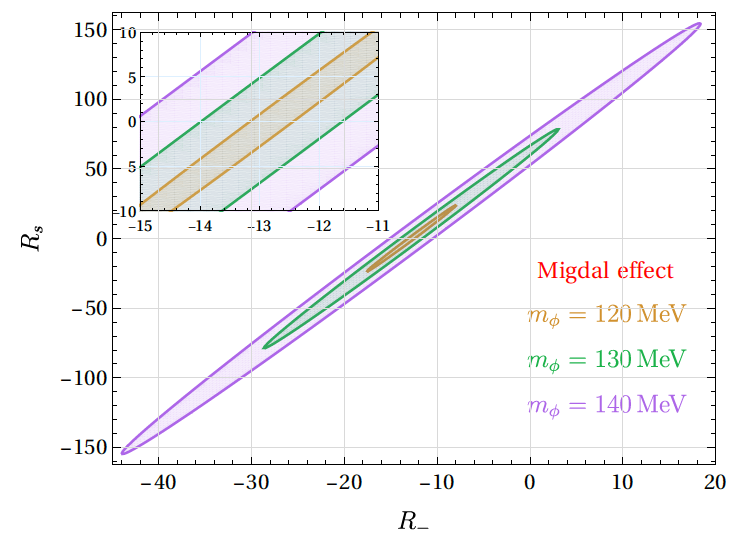 150
100
50
0
−50
−100
−150
R_s
10
5
0
5
10
−15 −14 −13 −12 −11
Migdal effect
m_ϕ = 120 MeV
m_ϕ = 130 MeV
m_ϕ = 140 MeV
−40 −30 −20 −10 0 10 20
R_−